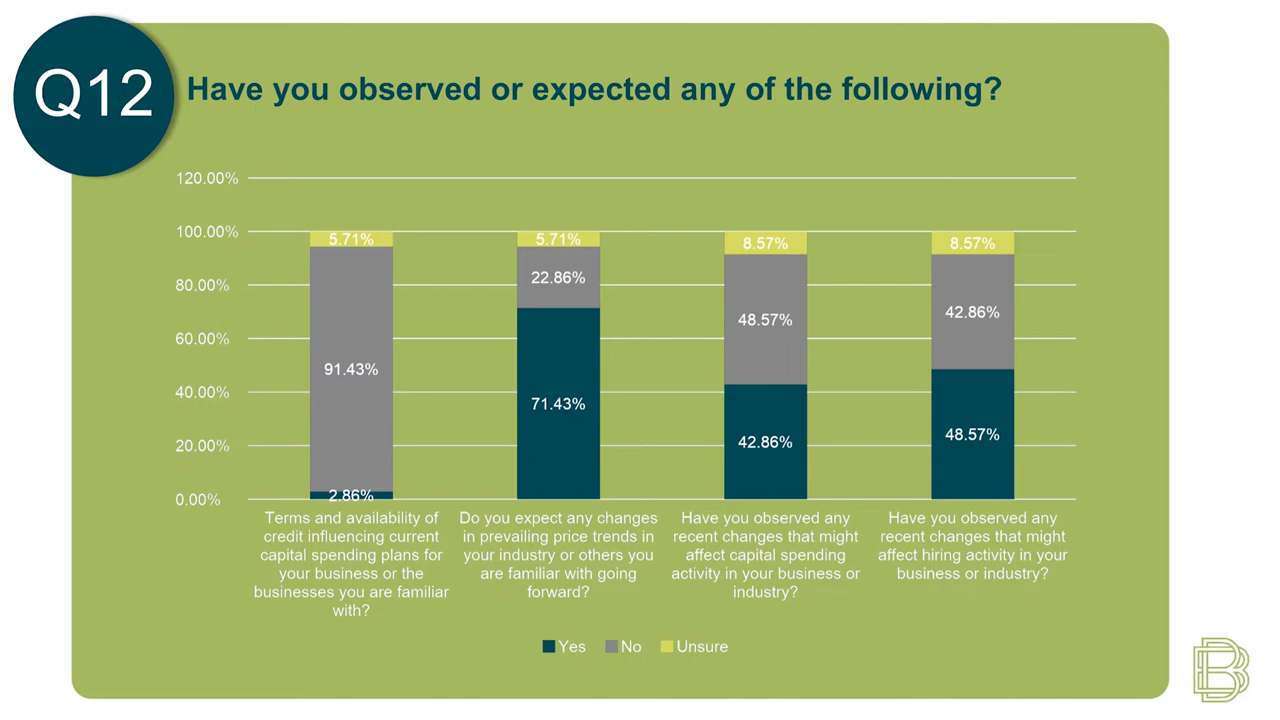 Q12
Have you observed or expected any of the following?
120.00%
100.00%
80.00%
60.00%
40.00%
20.00%
0.00%
5.71%
91.43%
2.86%
5.71%
22.86%
71.43%
8.57%
48.57%
42.86%
8.57%
42.86%
48.57%
Terms and availability of
credit influencing current
capital spending plans for
your business or the
businesses you are familiar
with?
Do you expect any changes
in prevailing price trends in
your industry or others you
are familiar with going
forward?
Have you observed any
recent changes that might
affect capital spending
activity in your business or
industry?
Have you observed any
recent changes that might
affect hiring activity in your
business or industry?
Yes No Unsure
B